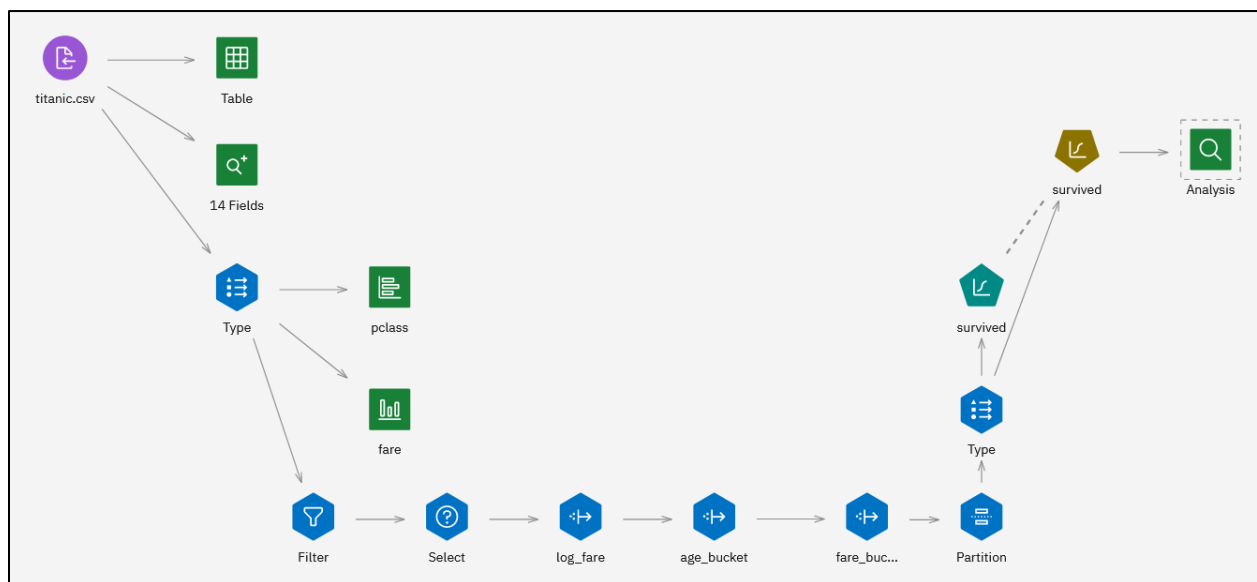 titanic.csv
Table
14 Fields
survived
Analysis
Type
pclass
survived
fare
Type
Filter
Select
log_fare
age_bucket
fare_buc...
Partition